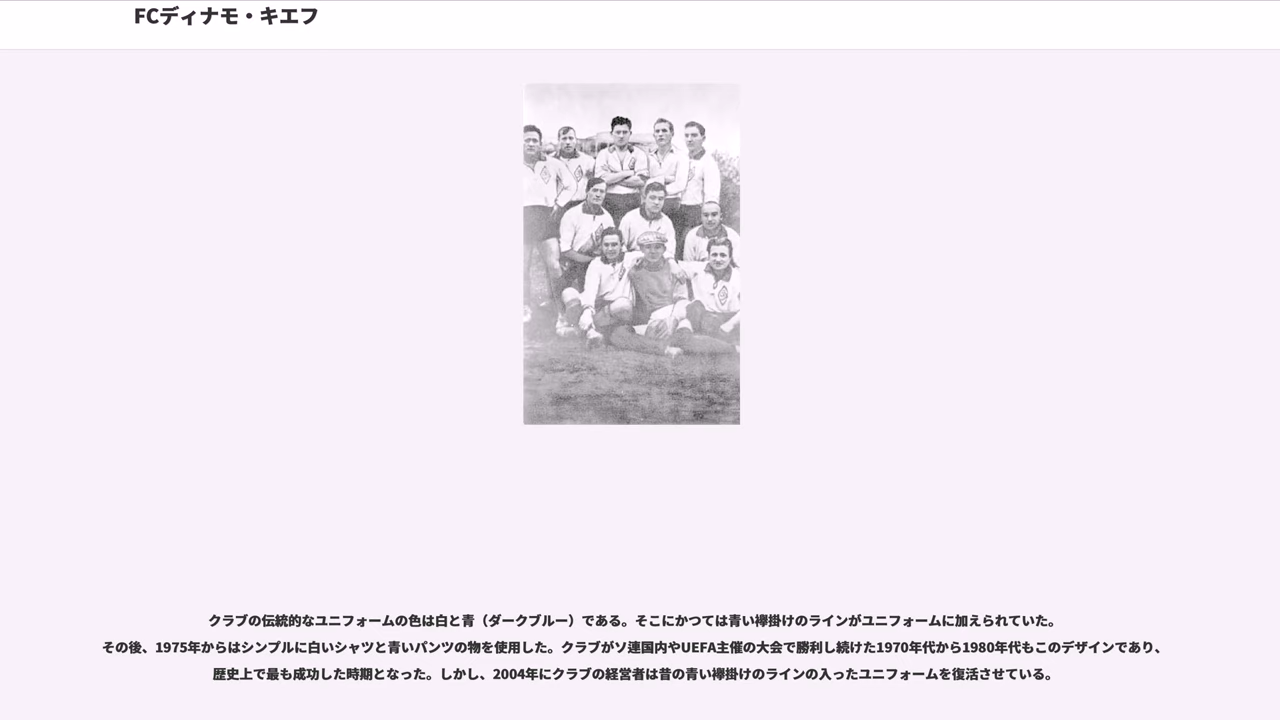 FCディナモ・キエフ
クラブの伝統的なユニフォームの色は白と青（ダークブルー）である。そこにかつては青い襷掛けのラインがユニフォームに加えられていた。
その後、1975年からはシンプルに白いシャツと青いパンツの物を使用した。クラブがソ連国内やUEFA主催の大会で勝利し続けた1970年代から1980年代もこのデザインであり、
歴史上で最も成功した時期となった。しかし、2004年にクラブの経営者は昔の青い襷掛けのラインの入ったユニフォームを復活させている。